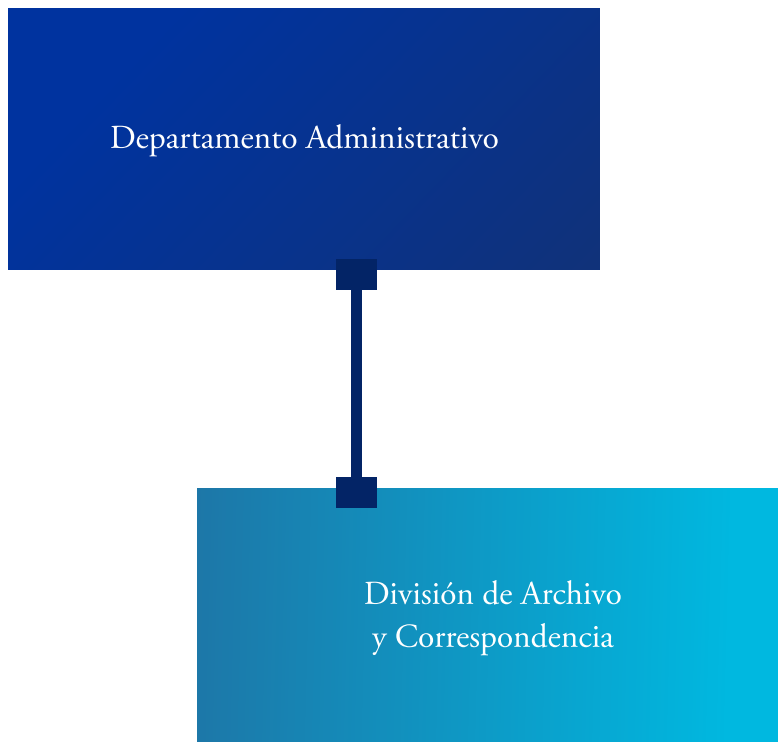 Departamento Administrativo
División de Archivo
y Correspondencia